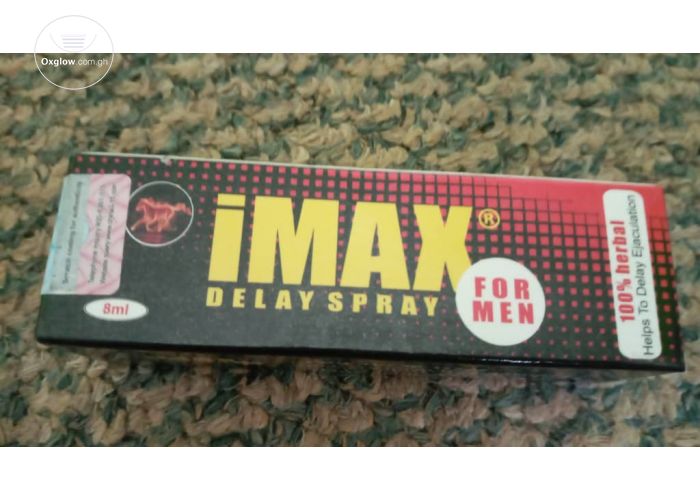 Oxglow.com.gh
iMAX®
DELAY SPRAY
FOR
MEN
8ml
100% herbal
Helps To Delay Ejaculation